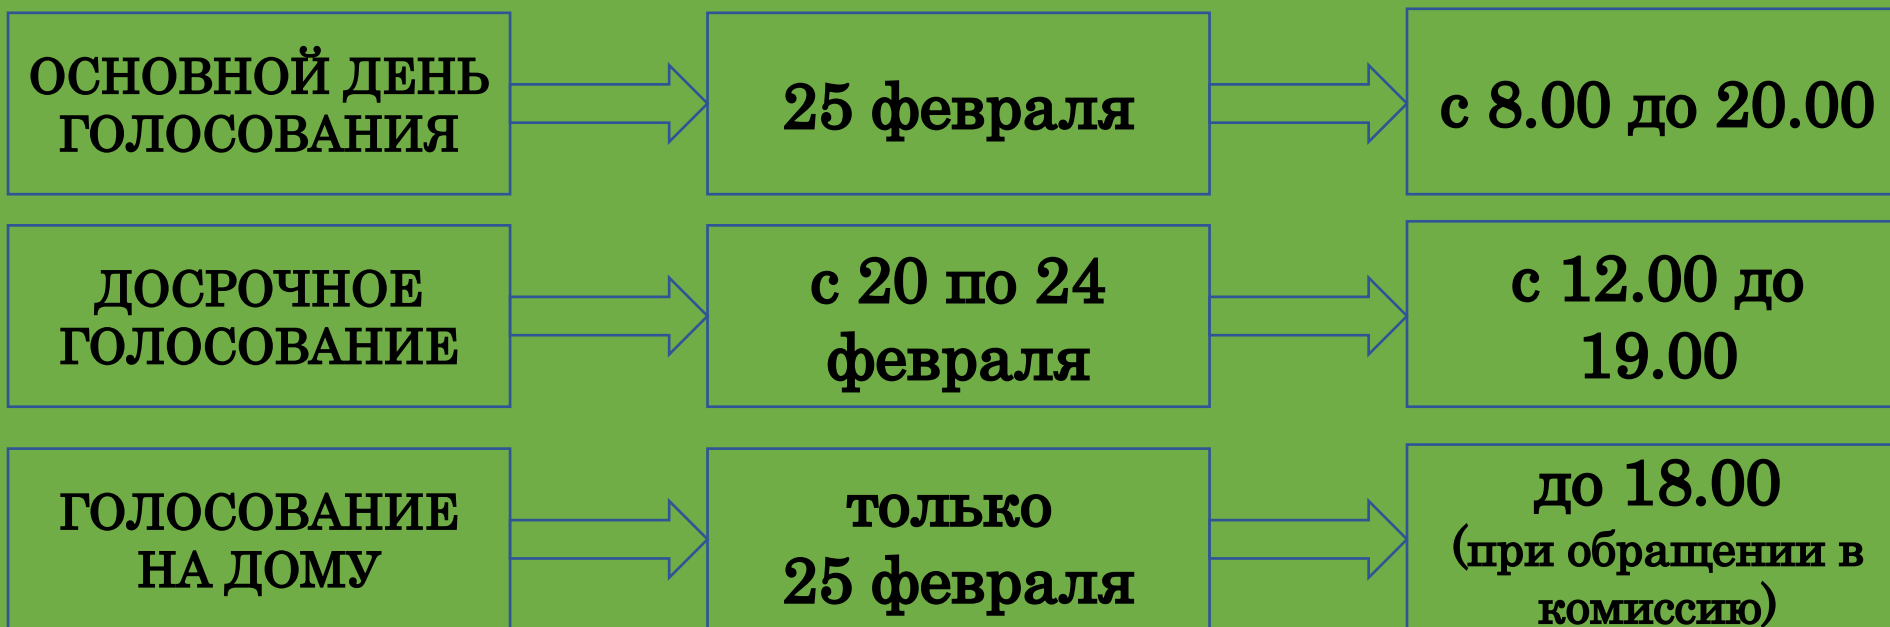 ОСНОВНОЙ ДЕНЬ
ГОЛОСОВАНИЯ
25 февраля
с 8.00 до 20.00
ДОСРОЧНОЕ
ГОЛОСОВАНИЕ
с 20 по 24
февраля
с 12.00 до
19.00
ГОЛОСОВАНИЕ
НА ДОМУ
только
25 февраля
до 18.00
(при обращении в
комиссию)